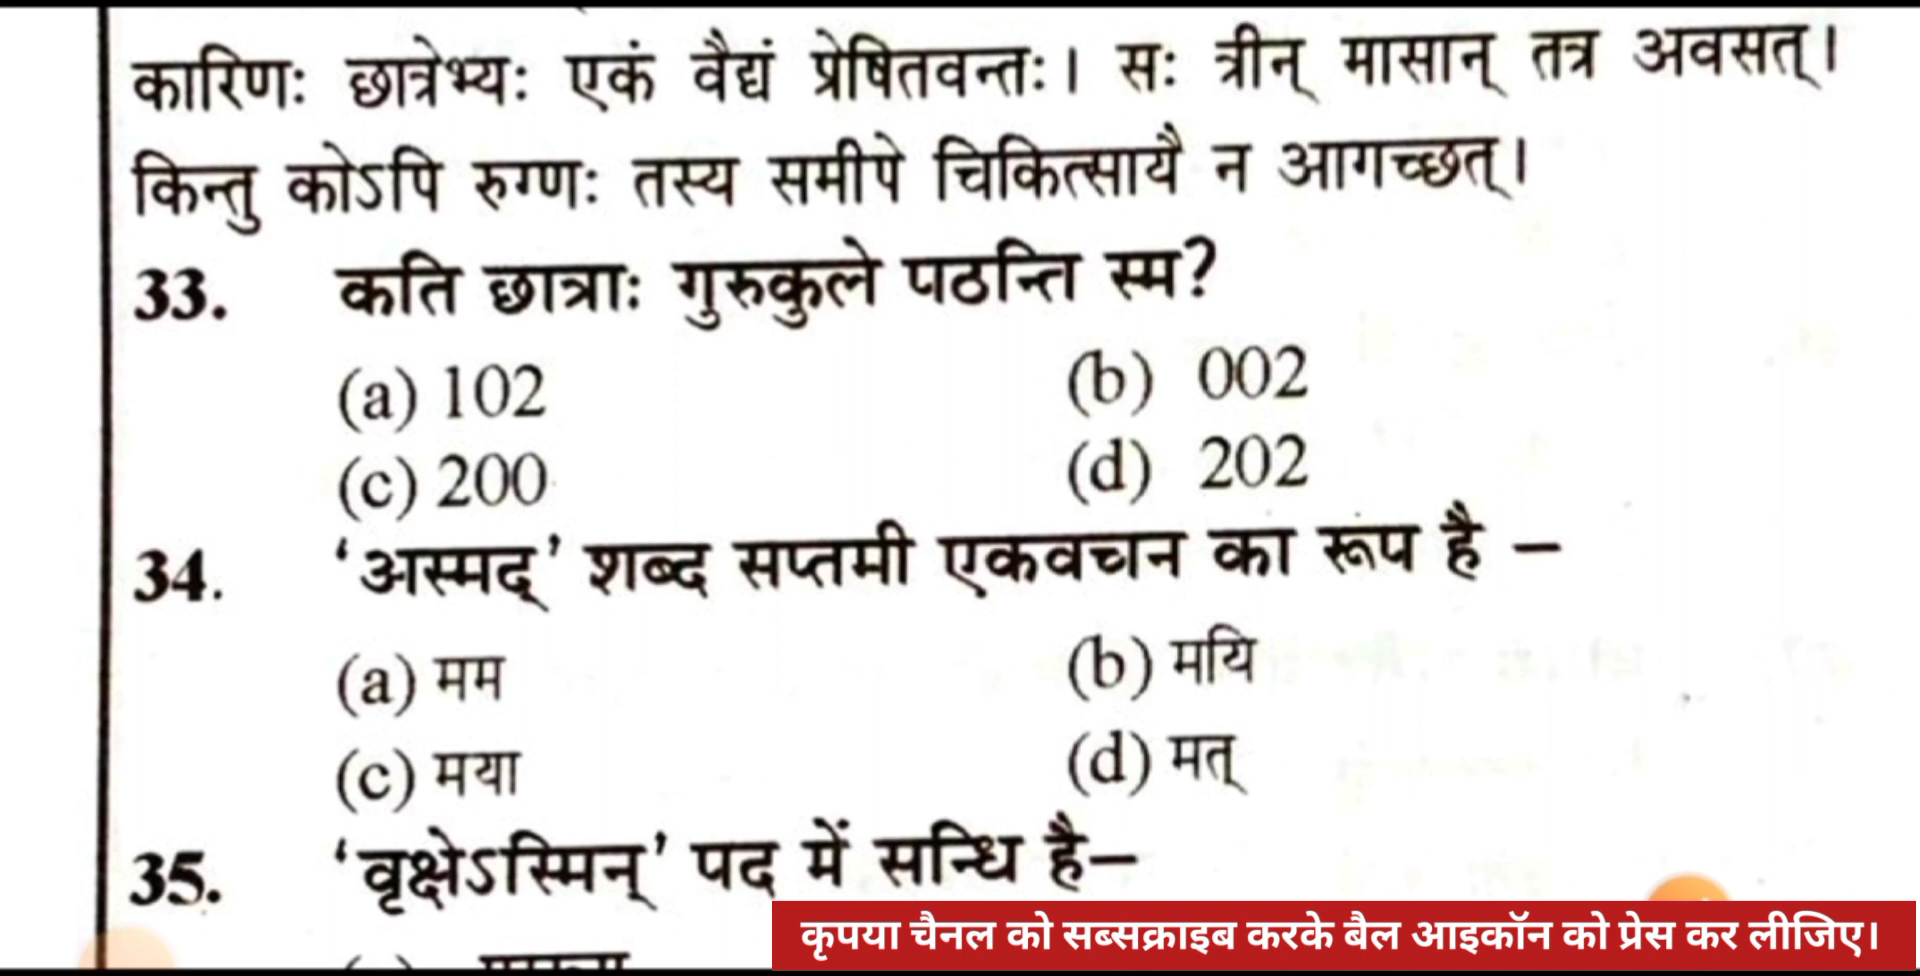 कारिणः छात्रेभ्यः एकं वैद्यं प्रेषितवन्तः। सः त्रीन् मासान् तत्र अवसत्।
किन्तु कोऽपि रुग्णः तस्य समीपे चिकित्सायै न आगच्छत्।
33. कति छात्राः गुरुकुले पठन्ति स्म?
(a) 102 (b) 002
(c) 200 (d) 202
34. 'अस्मद्' शब्द सप्तमी एकवचन का रूप है –
(a) मम (b) मयि
(c) मया (d) मत्
35. 'वृक्षेऽस्मिन्' पद में सन्धि है–
कृपया चैनल को सब्सक्राइब करके बैल आइकॉन को प्रेस कर लीजिए।